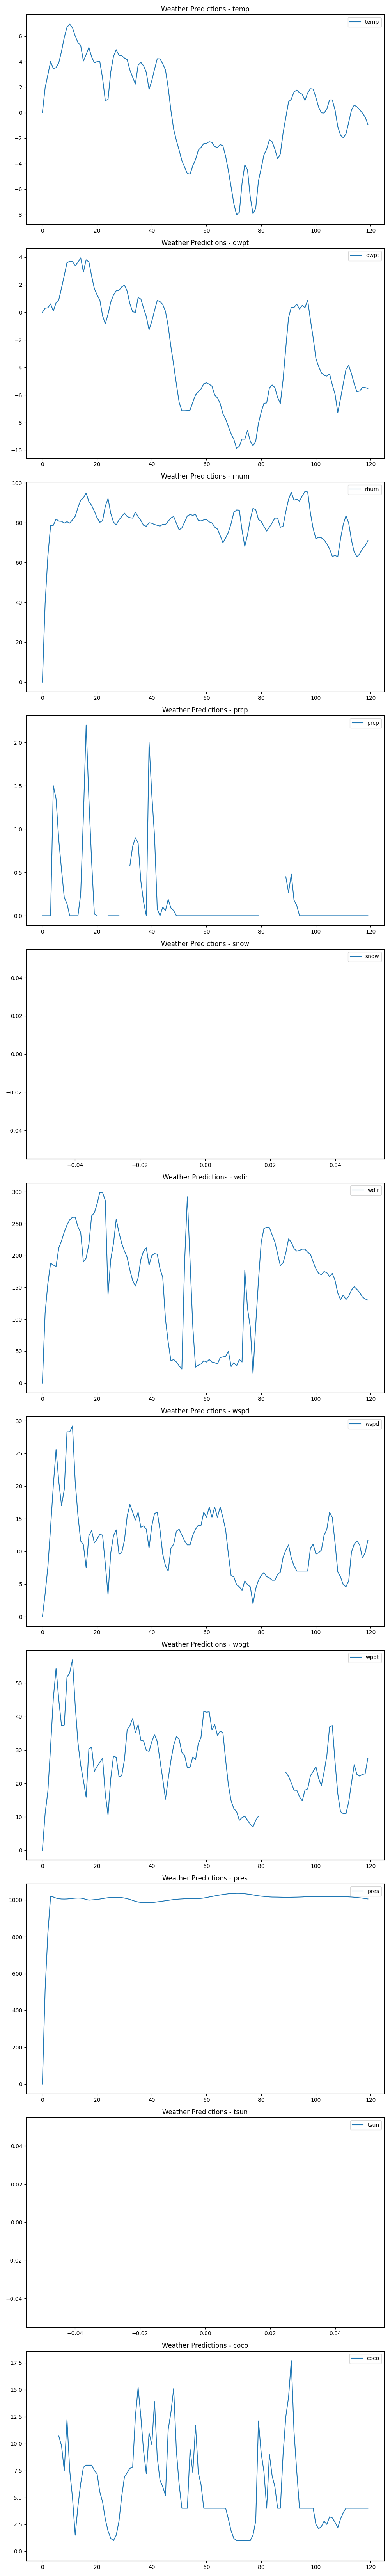 Weather Predictions - temp
temp
6
4
2
0
−2
−4
−6
−8
0 20 40 60 80 100 120
Weather Predictions - dwpt
dwpt
4
2
0
−2
−4
−6
−8
−10
0 20 40 60 80 100 120
Weather Predictions - rhum
rhum
100
80
60
40
20
0
0 20 40 60 80 100 120
Weather Predictions - prcp
prcp
2.0
1.5
1.0
0.5
0.0
0 20 40 60 80 100 120
Weather Predictions - snow
snow
0.04
0.02
0.00
−0.02
−0.04
−0.04 −0.02 0.00 0.02 0.04
Weather Predictions - wdir
wdir
300
250
200
150
100
50
0
0 20 40 60 80 100 120
Weather Predictions - wspd
wspd
30
25
20
15
10
5
0
0 20 40 60 80 100 120
Weather Predictions - wpgt
wpgt
50
40
30
20
10
0
0 20 40 60 80 100 120
Weather Predictions - pres
pres
1000
800
600
400
200
0
0 20 40 60 80 100 120
Weather Predictions - tsun
tsun
0.04
0.02
0.00
−0.02
−0.04
−0.04 −0.02 0.00 0.02 0.04
Weather Predictions - coco
coco
17.5
15.0
12.5
10.0
7.5
5.0
2.5
0.0
0 20 40 60 80 100 120